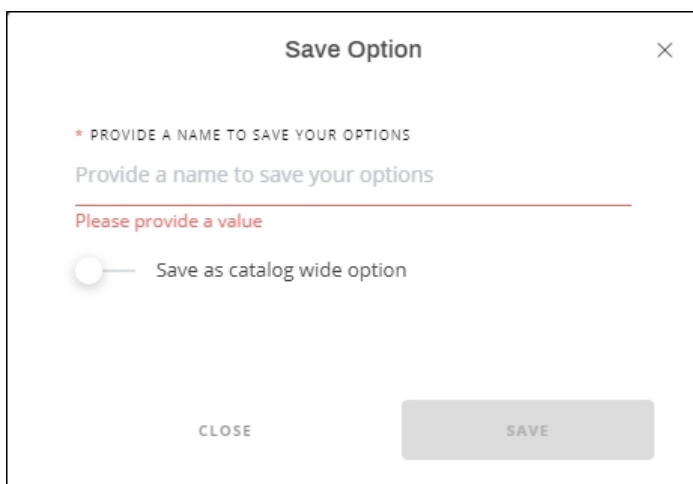 Save Option
* PROVIDE A NAME TO SAVE YOUR OPTIONS
Provide a name to save your options
Please provide a value
Save as catalog wide option
CLOSE SAVE